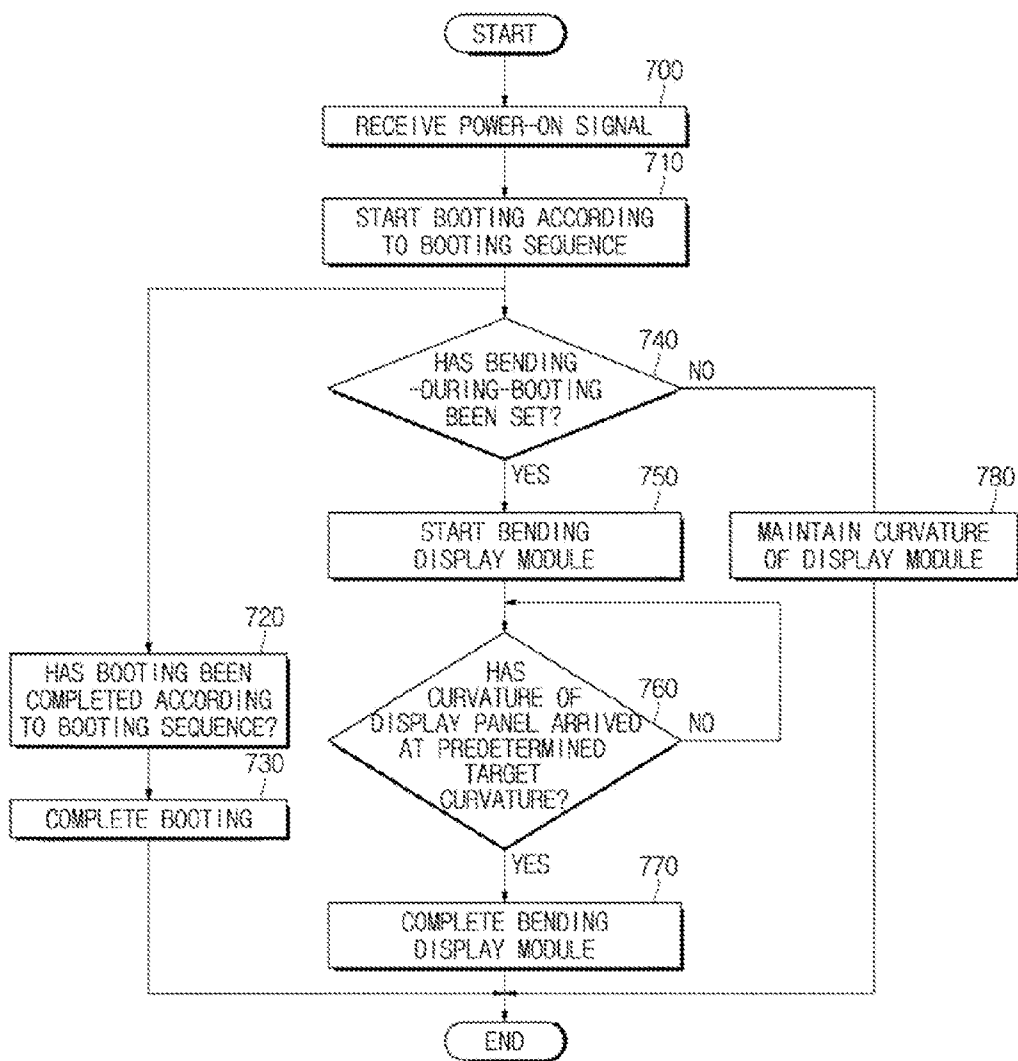 START
700
RECEIVE POWER-ON SIGNAL
710
START BOOTING ACCORDING
TO BOOTING SEQUENCE
740
HAS BENDING
-DURING-BOOTING
BEEN SET?
NO
YES
750
START BENDING
DISPLAY MODULE
780
MAINTAIN CURVATURE
OF DISPLAY MODULE
720
HAS BOOTING BEEN
COMPLETED ACCORDING
TO BOOTING SEQUENCE?
730
COMPLETE BOOTING
760
HAS
CURVATURE OF
DISPLAY PANEL ARRIVED
AT PREDETERMINED
TARGET
CURVATURE?
NO
YES
770
COMPLETE BENDING
DISPLAY MODULE
END